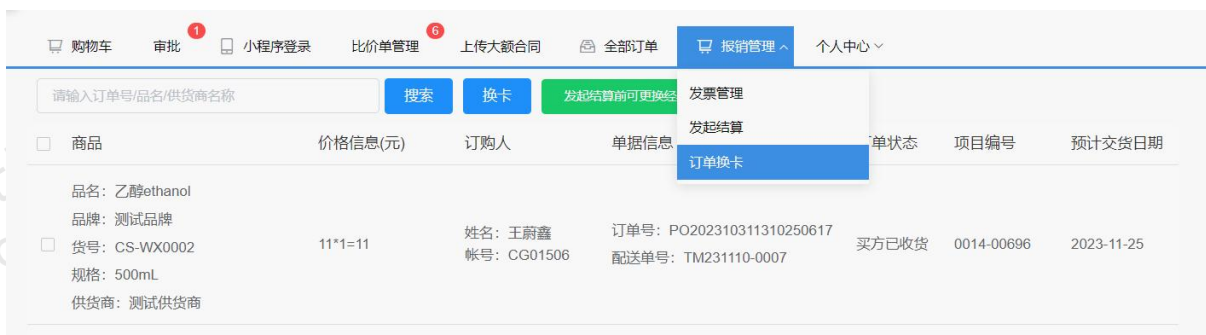 购物车 审批 1 小程序登录 比价单管理 6 上传大额合同 全部订单 报销管理 个人中心
请输入订单号/品名/供货商名称 搜索 换卡 发起结算前可更换经 发票管理
发起结算
商品 价格信息(元) 订购人 单据信息 单状态 项目编号 预计交货日期
订单换卡
品名：乙醇ethanol
品牌：测试品牌
货号：CS-WX0002
规格：500mL
供货商：测试供货商
11*1=11
姓名：王蔚鑫
帐号：CG01506
订单号：PO202310311310250617
配送单号：TM231110-0007
买方已收货
0014-00696
2023-11-25